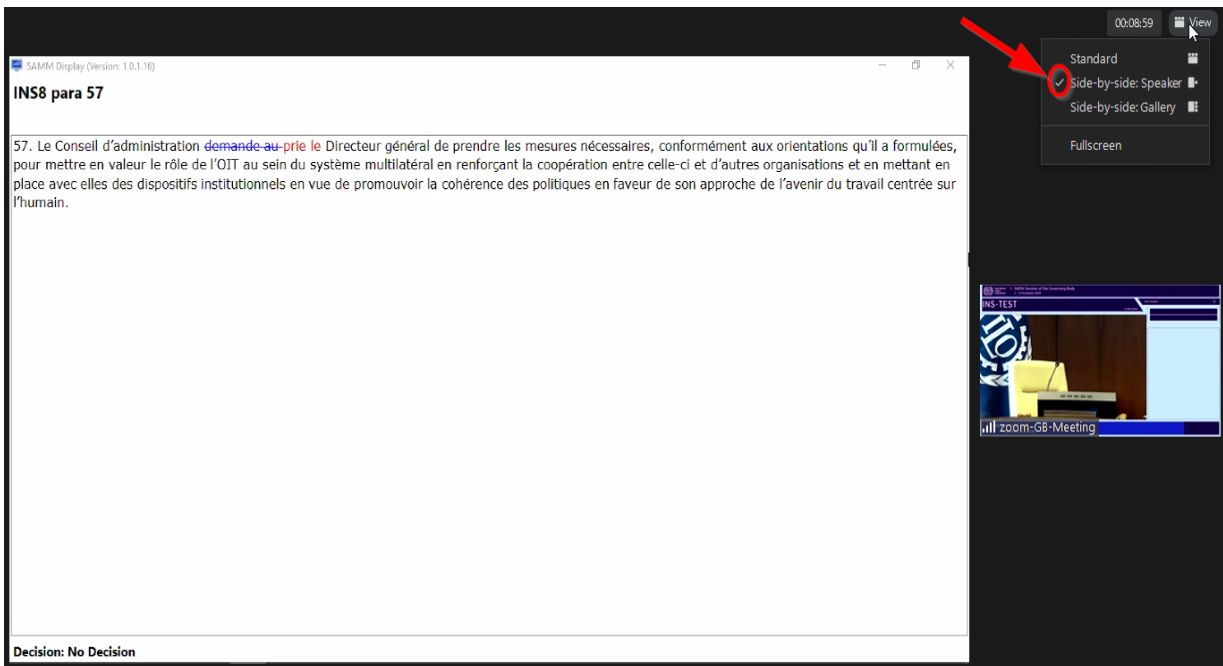 00:08:59 View
Standard
Side-by-side: Speaker
Side-by-side: Gallery
Fullscreen
SAMM Display (Version: 1.0.1.16)
INS8 para 57
57. Le Conseil d'administration demande au prie le Directeur général de prendre les mesures nécessaires, conformément aux orientations qu'il a formulées,
pour mettre en valeur le rôle de l'OIT au sein du système multilatéral en renforçant la coopération entre celle-ci et d'autres organisations et en mettant en
place avec elles des dispositifs institutionnels en vue de promouvoir la cohérence des politiques en faveur de son approche de l'avenir du travail centrée sur
l'humain.
INS-TEST
zoom-GB-Meeting
Decision: No Decision